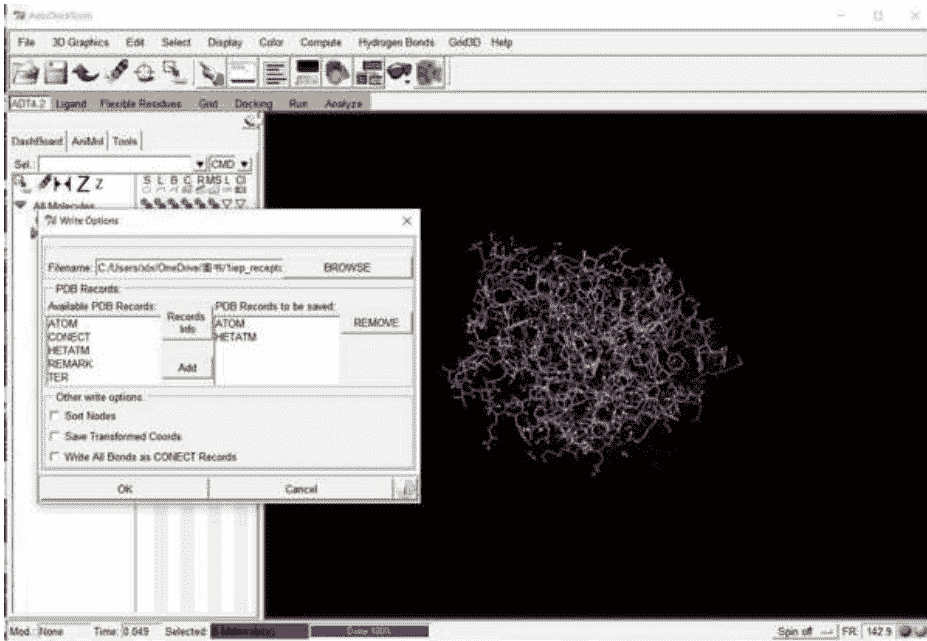 AutoDockTools
File 3D Graphics Edit Select Display Color Compute Hydrogen Bonds Grid3D Help
ADT4.2 Ligand Flexible Residues Grid Docking Run Analyze
DashBoard AniMol Tools
Sel.: CMD
S L B C R MS L Cl
All Molecules
Write Options
Filename: C:/Users/ BROWSE
PDB Records:
Available PDB Records: PDB Records to be saved:
ATOM
CONECT
HETATM
REMARK
TER
Records Info
Add
ATOM
HETATM
REMOVE
Other write options
Sort Nodes
Save Transformed Coords
Write All Bonds as CONECT Records
OK Cancel
Mod.: None Time: 0.049 Selected: Spin off FR: 142.9